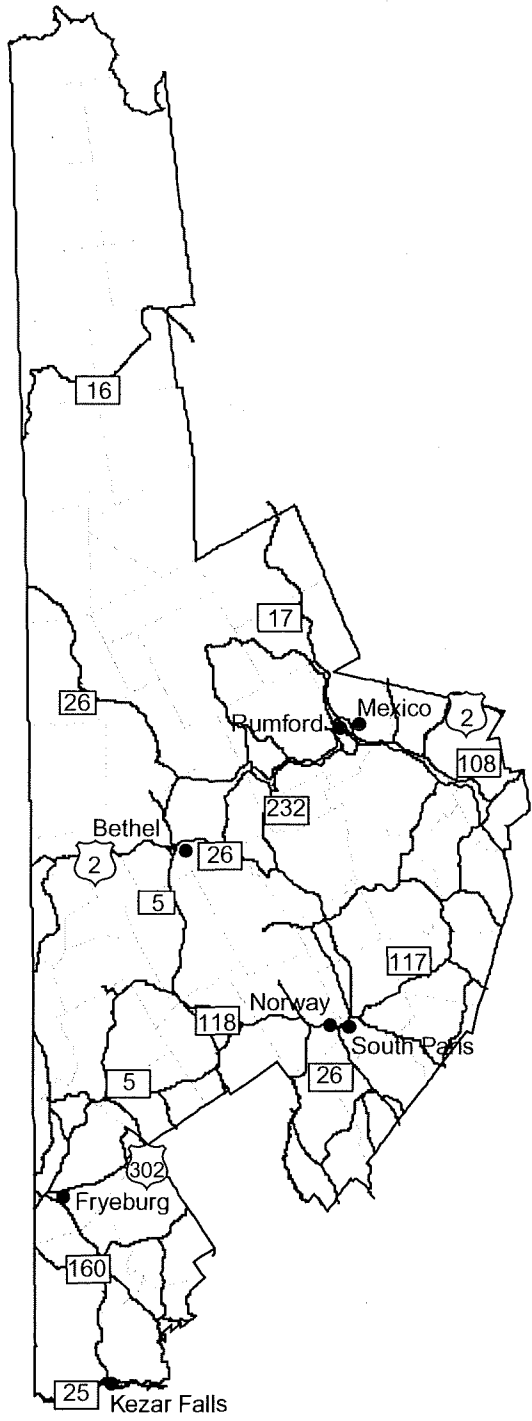 16
17
26
Mexico
2
Rumford
108
232
Bethel
26
2
5
117
Norway
118
South Paris
5
26
302
Fryeburg
160
25
Kezar Falls